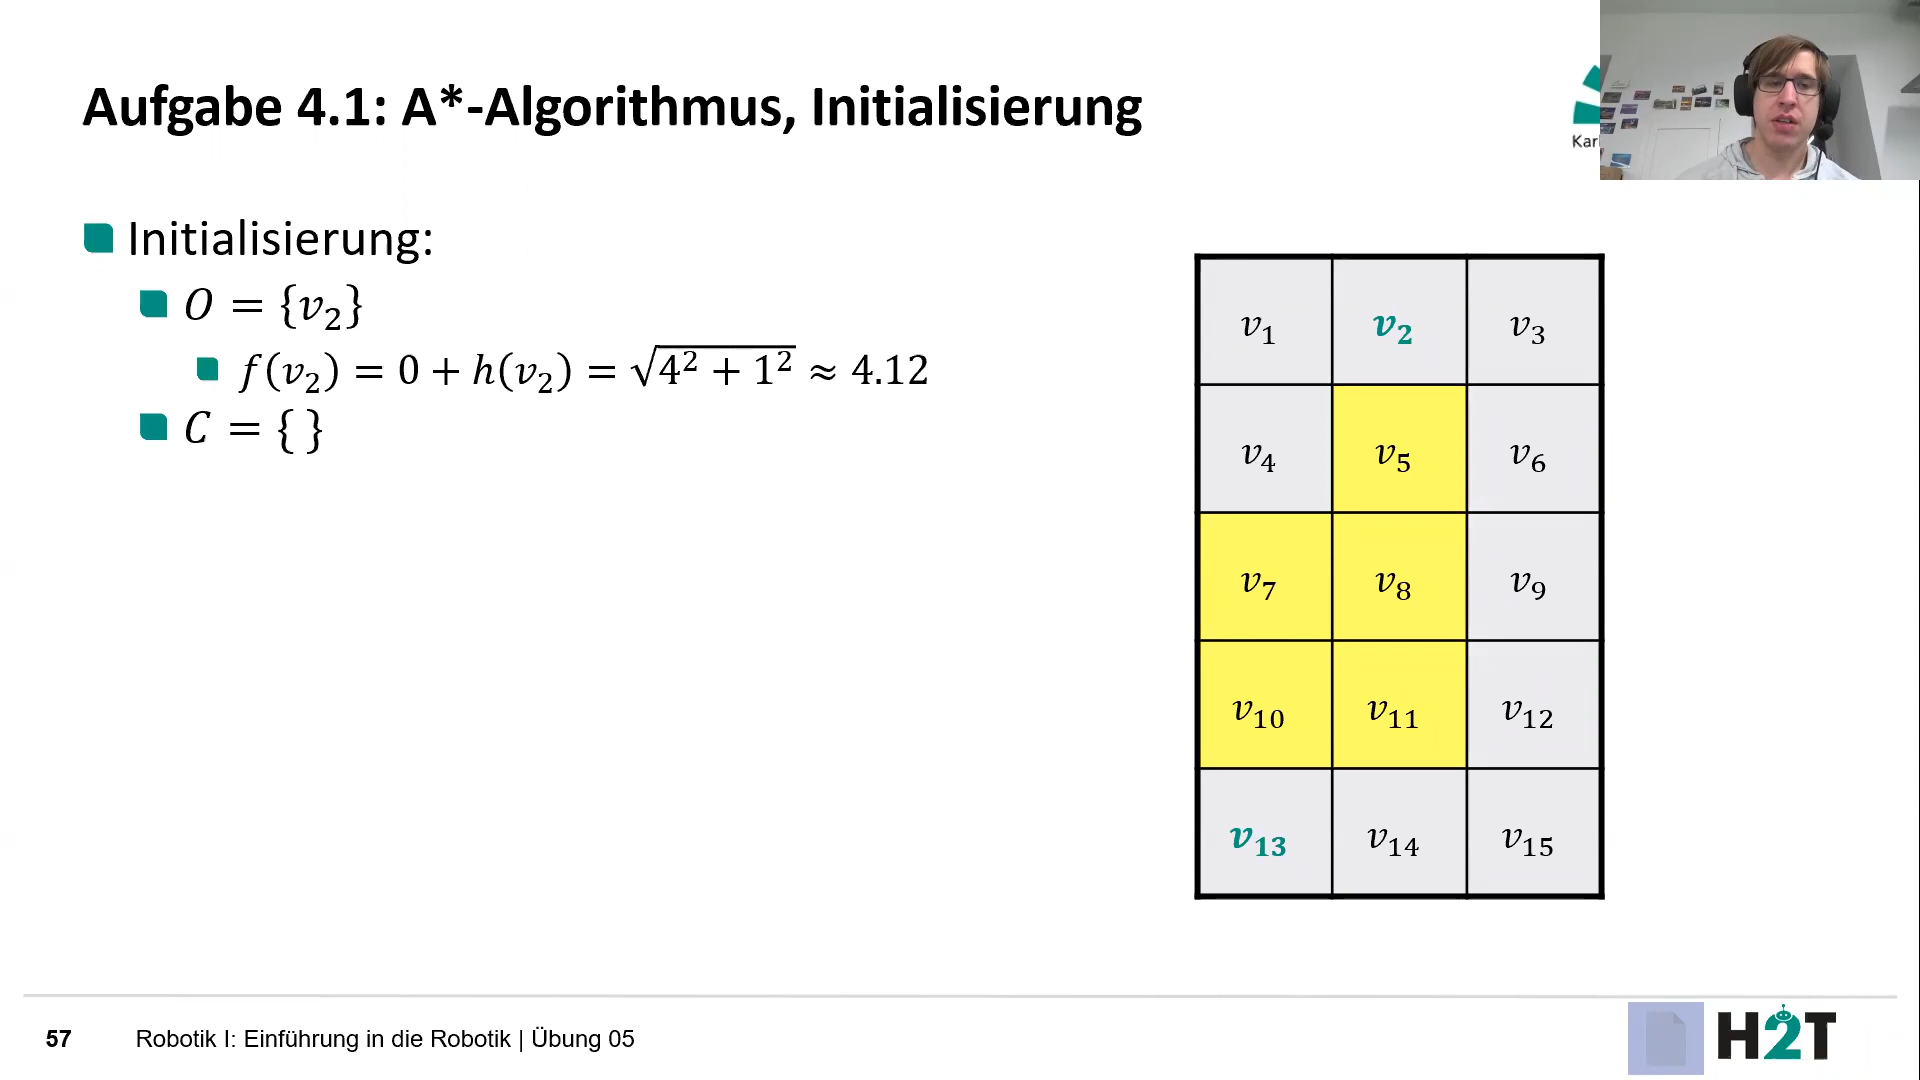 Aufgabe 4.1: A*-Algorithmus, Initialisierung
Kar
Initialisierung:
O = {v₂}
f(v₂) = 0 + h(v₂) = √(4² + 1²) ≈ 4.12
C = { }
v₁ v₂ v₃
v₄ v₅ v₆
v₇ v₈ v₉
v₁₀ v₁₁ v₁₂
v₁₃ v₁₄ v₁₅
57 Robotik I: Einführung in die Robotik | Übung 05
H2T